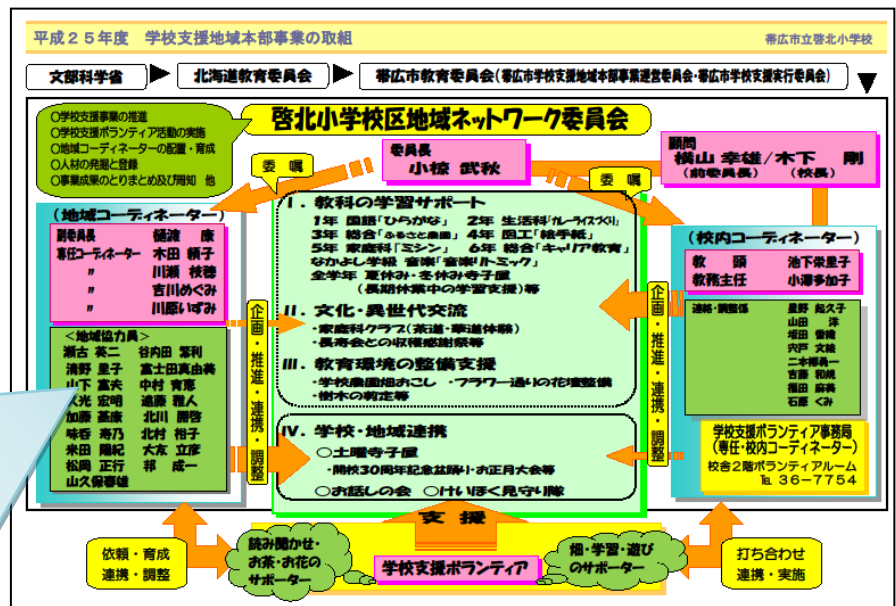 平成２５年度　学校支援地域本部事業の取組
帯広市立啓北小学校
文部科学省
北海道教育委員会
帯広市教育委員会(帯広市学校支援地域本部事業運営委員会・帯広市学校支援実行委員会)
○学校支援事業の推進
○学校支援ボランティア活動の実施
○地域コーディネーターの配置・育成
○人材の発掘と登録
○事業成果のとりまとめ及び周知　他
啓北小学校区地域ネットワーク委員会
委員長
小椋 武秋
顧問
横山 幸雄/木下　剛
(前委員長)　(校長)
委　嘱
委　嘱
(地域コーディネーター)
副委員長　樋渡　康
専任コーディネーター　木田 頼子
〃　川瀬 枝穂
〃　吉川めぐみ
〃　川原いずみ
＜地域協力員＞
瀬古 英二　谷内田 繁利
清野 里子　富士田真由美
山下 富夫　中村 育恵
久光 宏明　遠藤 雅人
加藤 基康　北川 勝啓
味呑 寿乃　北村 裕子
米田 陽紀　大友 立彦
松岡 正行　邦　成一
山久保春雄
企画・推進・連携・調整
Ⅰ．教科の学習サポート
1年 国語「ひらがな」　2年 生活科「カレーライスづくり」
3年 総合「ふるさと農園」　4年 図工「絵手紙」
5年 家庭科「ミシン」　6年 総合「キャリア教育」
なかよし学級 音楽「音楽リトミック」
全学年 夏休み・冬休み寺子屋
(長期休業中の学習支援)等
Ⅱ．文化・異世代交流
・家庭科クラブ(茶道・華道体験)
・長寿会との収穫感謝祭等
Ⅲ．教育環境の整備支援
・学校農園畑おこし　・フラワー通りの花壇整備
・樹木の剪定等
Ⅳ．学校・地域連携
○土曜寺子屋
・開校30周年記念盆踊り・お正月大会等
○お話しの会　○けいほく見守り隊
企画・推進・連携・調整
(校内コーディネーター)
教　頭　池下栄里子
教務主任　小澤多加子
連絡・調整係　星野 起久子
山田　洋
坂田 香織
宍戸 文絵
二本柳英一
吉藤 和規
福田 麻美
石原 くみ
学校支援ボランティア事務局
(専任・校内コーディネーター)
校舎2階ボランティアルーム
℡ 36-7754
支　援
依頼・育成
連携・調整
読み聞かせ・
お茶・お花の
サポーター
学校支援ボランティア
畑・学習・遊び
のサポーター
打ち合わせ
連携・実施